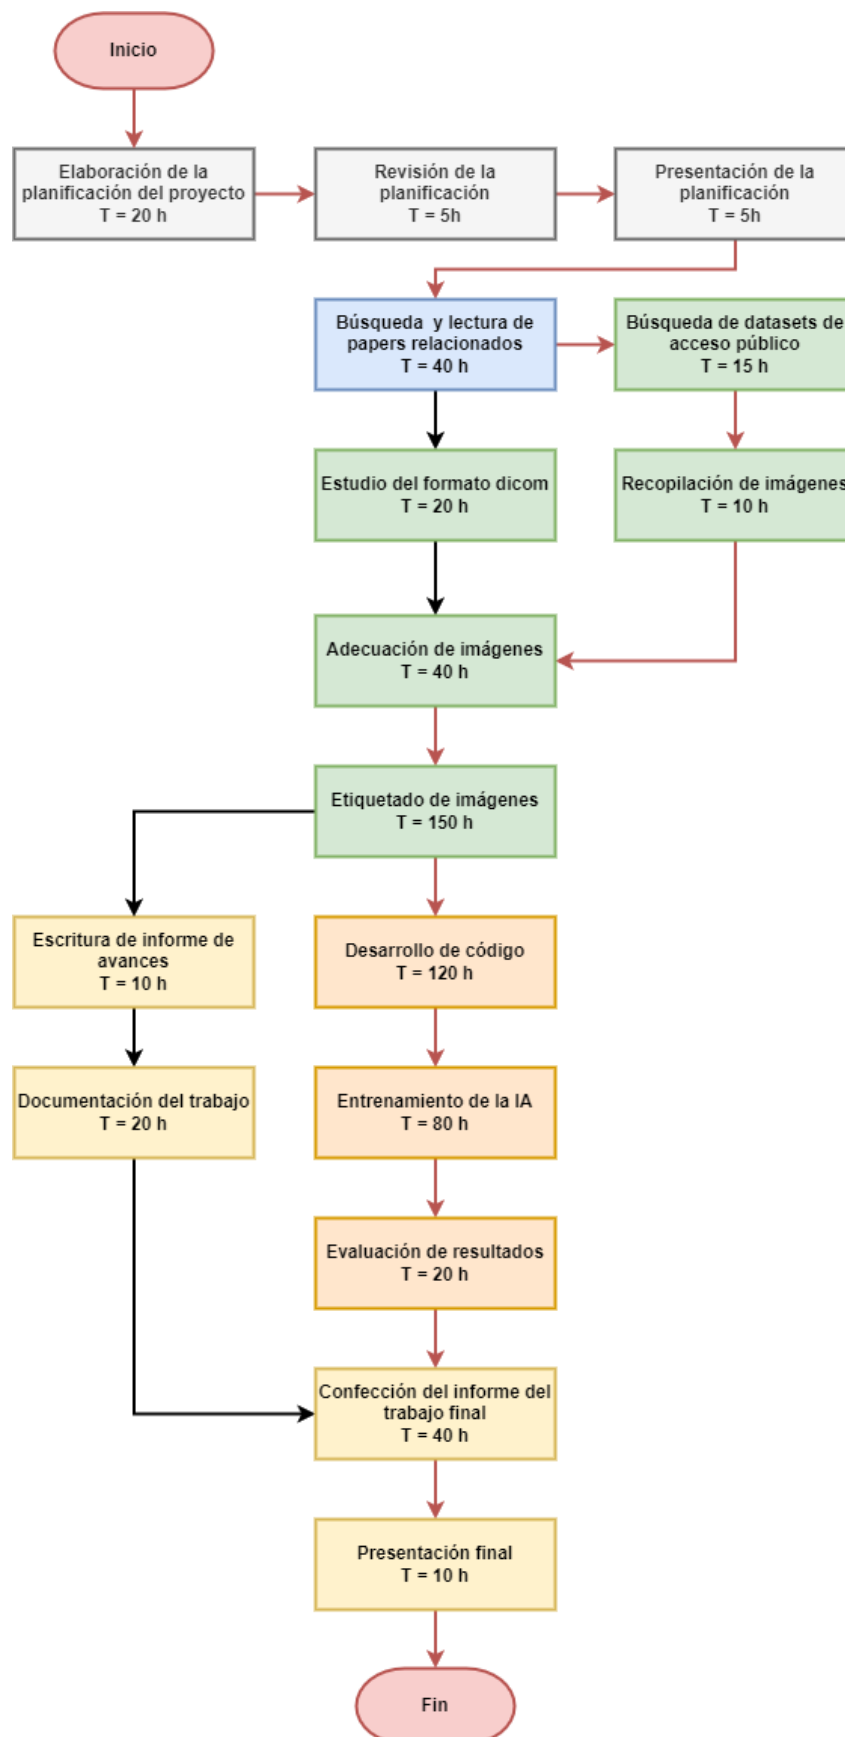 Inicio
Elaboración de la
planificación del proyecto
T = 20 h
Revisión de la
planificación
T = 5h
Presentación de la
planificación
T = 5h
Búsqueda  y lectura de
papers relacionados
T = 40 h
Búsqueda de datasets de
acceso público
T = 15 h
Estudio del formato dicom
T = 20 h
Recopilación de imágenes
T = 10 h
Adecuación de imágenes
T = 40 h
Etiquetado de imágenes
T = 150 h
Escritura de informe de
avances
T = 10 h
Desarrollo de código
T = 120 h
Documentación del trabajo
T = 20 h
Entrenamiento de la IA
T = 80 h
Evaluación de resultados
T = 20 h
Confección del informe del
trabajo final
T = 40 h
Presentación final
T = 10 h
Fin